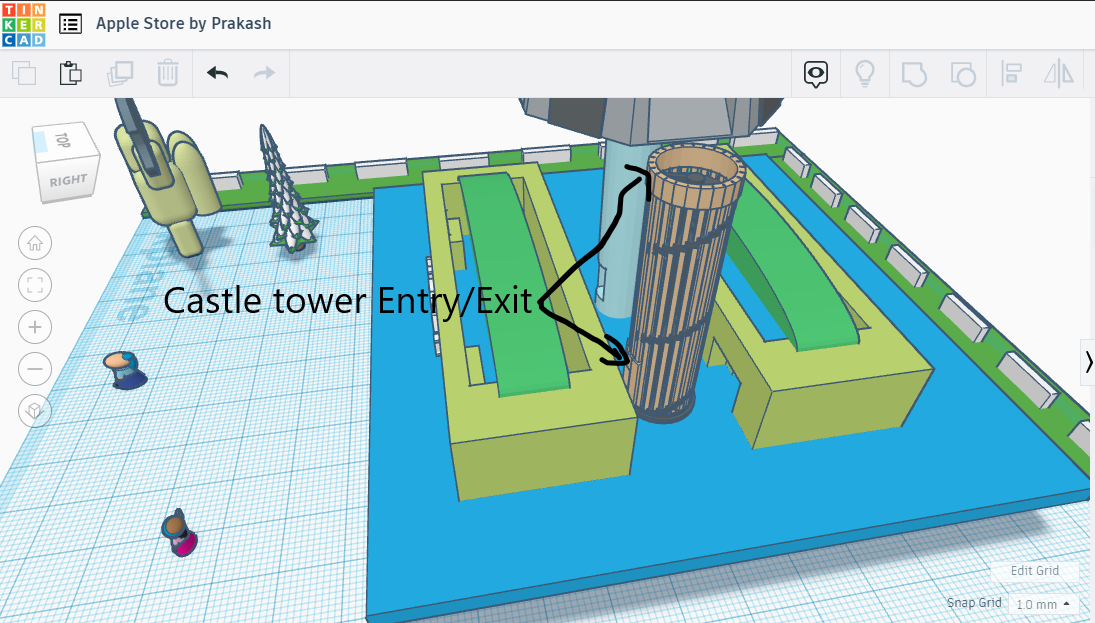 TIN
KER
CAD
Apple Store by Prakash
TOP
RIGHT
Castle tower Entry/Exit
Edit Grid
Snap Grid 1.0 mm